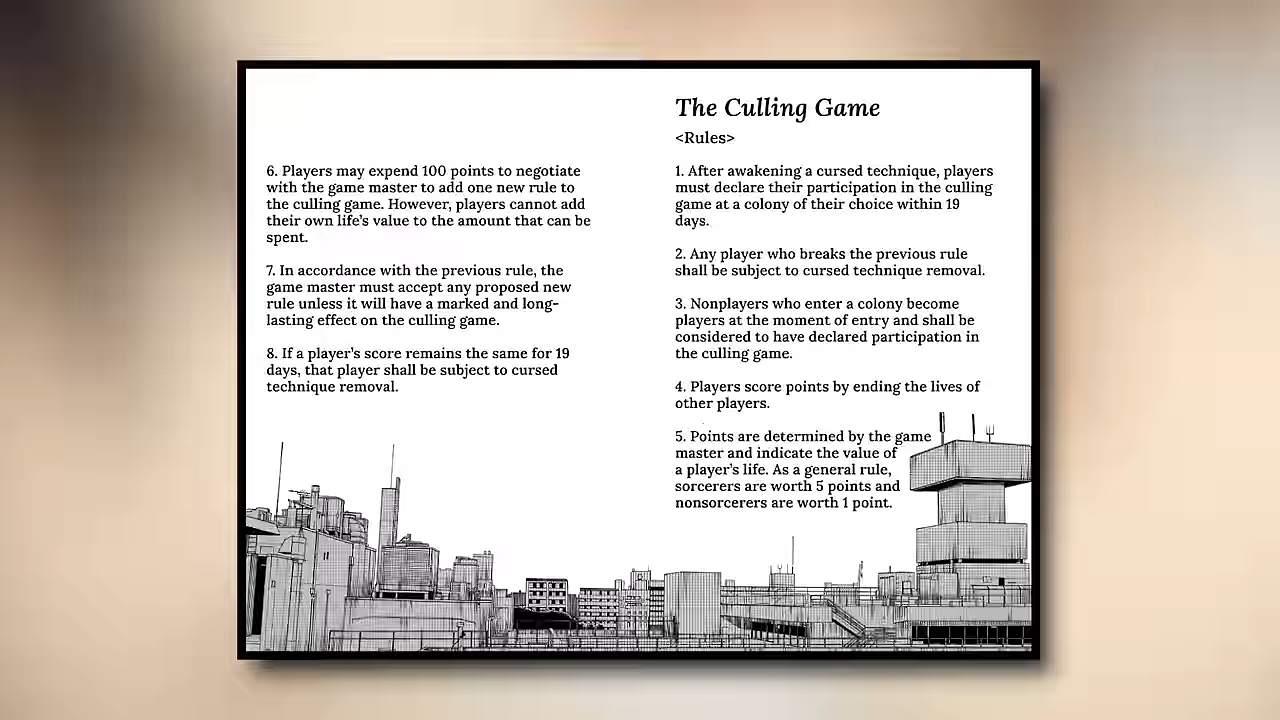 The Culling Game
<Rules>
1. After awakening a cursed technique, players
must declare their participation in the culling
game at a colony of their choice within 19
days.
2. Any player who breaks the previous rule
shall be subject to cursed technique removal.
3. Nonplayers who enter a colony become
players at the moment of entry and shall be
considered to have declared participation in
the culling game.
4. Players score points by ending the lives of
other players.
5. Points are determined by the game
master and indicate the value of
a player's life. As a general rule,
sorcerers are worth 5 points and
nonsorcerers are worth 1 point.
6. Players may expend 100 points to negotiate
with the game master to add one new rule to
the culling game. However, players cannot add
their own life's value to the amount that can be
spent.
7. In accordance with the previous rule, the
game master must accept any proposed new
rule unless it will have a marked and long-
lasting effect on the culling game.
8. If a player's score remains the same for 19
days, that player shall be subject to cursed
technique removal.